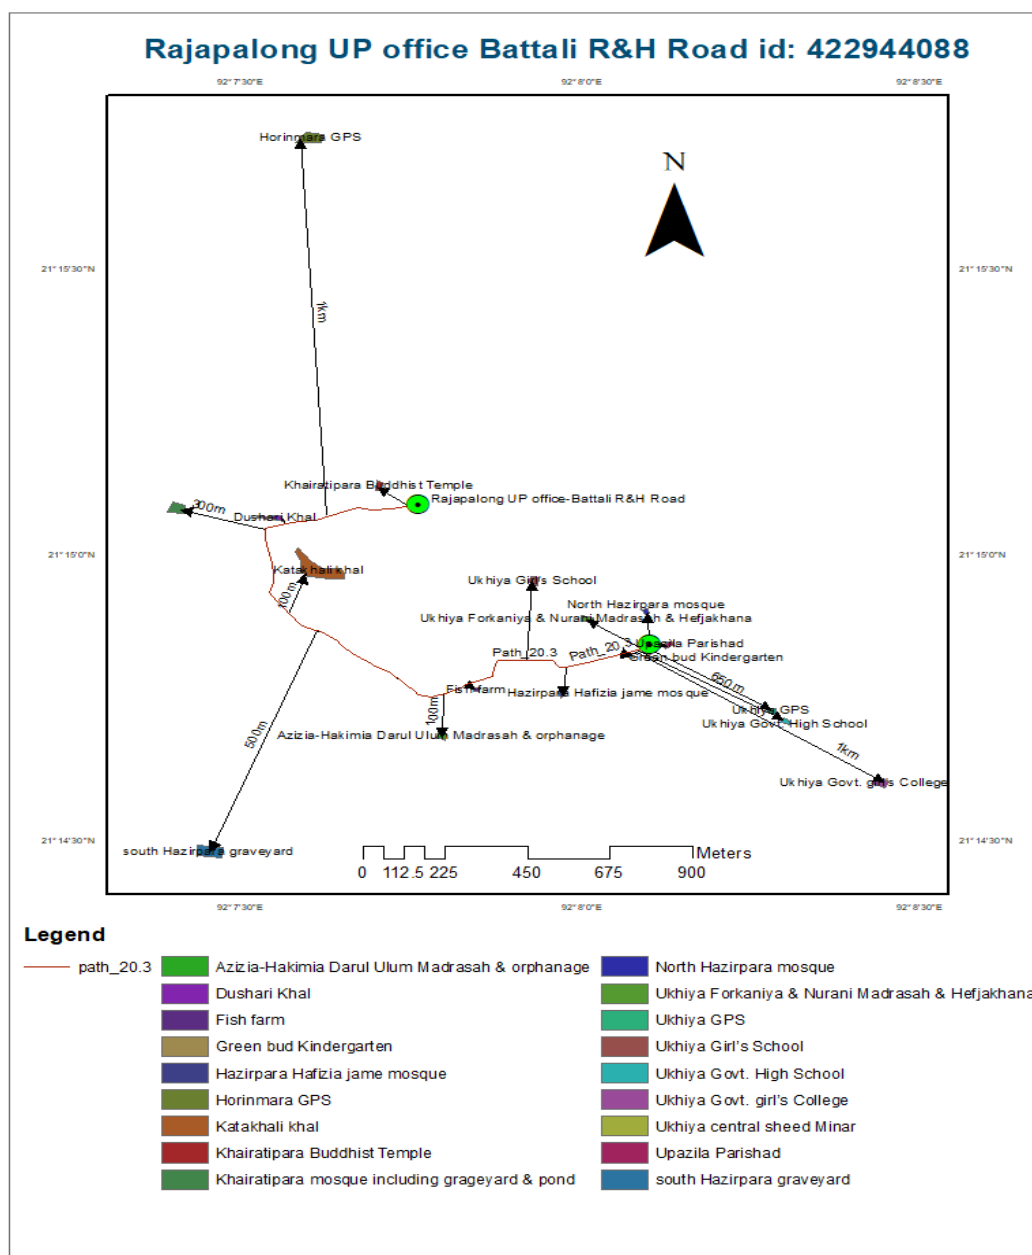 Rajapalong UP office Battali R&H Road id: 422944088
92°7'30"E
92°8'0"E
92°8'30"E
Horinmara GPS
N
21°15'30"N
21°15'30"N
1km
Khairatipara Buddhist Temple
Rajapalong UP office-Battali R&H Road
300m
Dushari Khal
21°15'0"N
21°15'0"N
Katakhali khal
Ukhiya Girl's School
100m
North Hazirpara mosque
Ukhiya Forkaniya & Nurani Madrasah & Hefjakhana
Upazila Parishad
Path_20.3
Path_20.3
Green bud Kindergarten
650m
Fish farm
Hazirpara Hafizia jame mosque
100m
Ukhiya GPS
Ukhiya Govt. High School
500m
Azizia-Hakimia Darul Ulum Madrasah & orphanage
1km
Ukhiya Govt. girl's College
21°14'30"N
21°14'30"N
south Hazirpara graveyard
Meters
0 112.5 225 450 675 900
92°7'30"E
92°8'0"E
92°8'30"E
Legend
path_20.3
Azizia-Hakimia Darul Ulum Madrasah & orphanage
Dushari Khal
Fish farm
Green bud Kindergarten
Hazirpara Hafizia jame mosque
Horinmara GPS
Katakhali khal
Khairatipara Buddhist Temple
Khairatipara mosque including grageyard & pond
North Hazirpara mosque
Ukhiya Forkaniya & Nurani Madrasah & Hefjakhana
Ukhiya GPS
Ukhiya Girl's School
Ukhiya Govt. High School
Ukhiya Govt. girl's College
Ukhiya central sheed Minar
Upazila Parishad
south Hazirpara graveyard